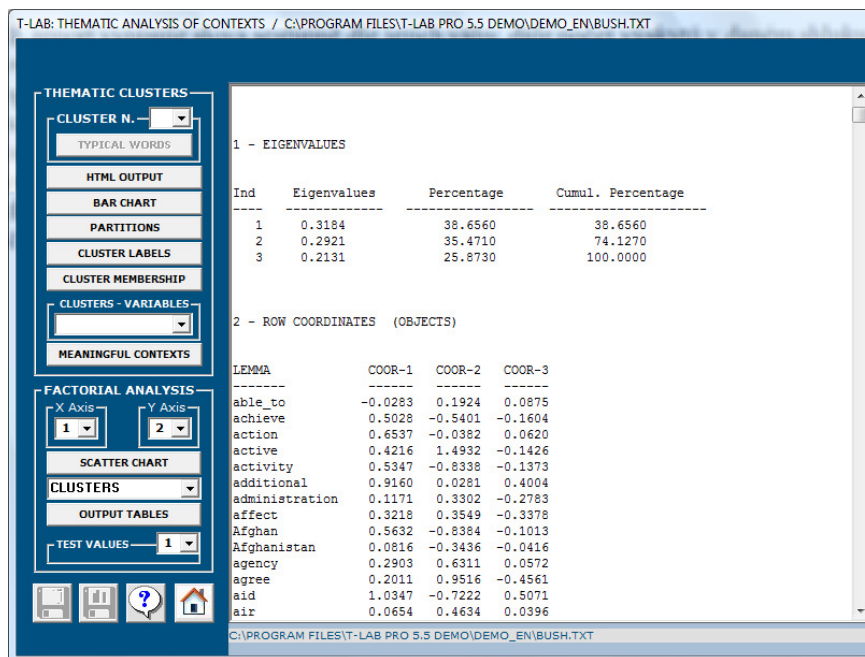 T-LAB: THEMATIC ANALYSIS OF CONTEXTS / C:\PROGRAM FILES\T-LAB PRO 5.5 DEMO\DEMO_EN\BUSH.TXT
THEMATIC CLUSTERS
CLUSTER N.
TYPICAL WORDS
HTML OUTPUT
BAR CHART
PARTITIONS
CLUSTER LABELS
CLUSTER MEMBERSHIP
CLUSTERS - VARIABLES
MEANINGFUL CONTEXTS
FACTORIAL ANALYSIS
X Axis Y Axis
1 2
SCATTER CHART
CLUSTERS
OUTPUT TABLES
TEST VALUES 1
?
1 - EIGENVALUES
Ind Eigenvalues Percentage Cumul. Percentage
---- ------------- ----------------- ---------------------
1 0.3184 38.6560 38.6560
2 0.2921 35.4710 74.1270
3 0.2131 25.8730 100.0000
2 - ROW COORDINATES (OBJECTS)
LEMMA COOR-1 COOR-2 COOR-3
------- ------ ------ ------
able_to -0.0283 0.1924 0.0875
achieve 0.5028 -0.5401 -0.1604
action 0.6537 -0.0382 0.0620
active 0.4216 1.4932 -0.1426
activity 0.5347 -0.8338 -0.1373
additional 0.9160 0.0281 0.4004
administration 0.1171 0.3302 -0.2783
affect 0.3218 0.3549 -0.3378
Afghan 0.5632 -0.8384 -0.1013
Afghanistan 0.0816 -0.3436 -0.0416
agency 0.2903 0.6311 0.0572
agree 0.2011 0.9516 -0.4561
aid 1.0347 -0.7222 0.5071
air 0.0654 0.4634 0.0396
C:\PROGRAM FILES\T-LAB PRO 5.5 DEMO\DEMO_EN\BUSH.TXT